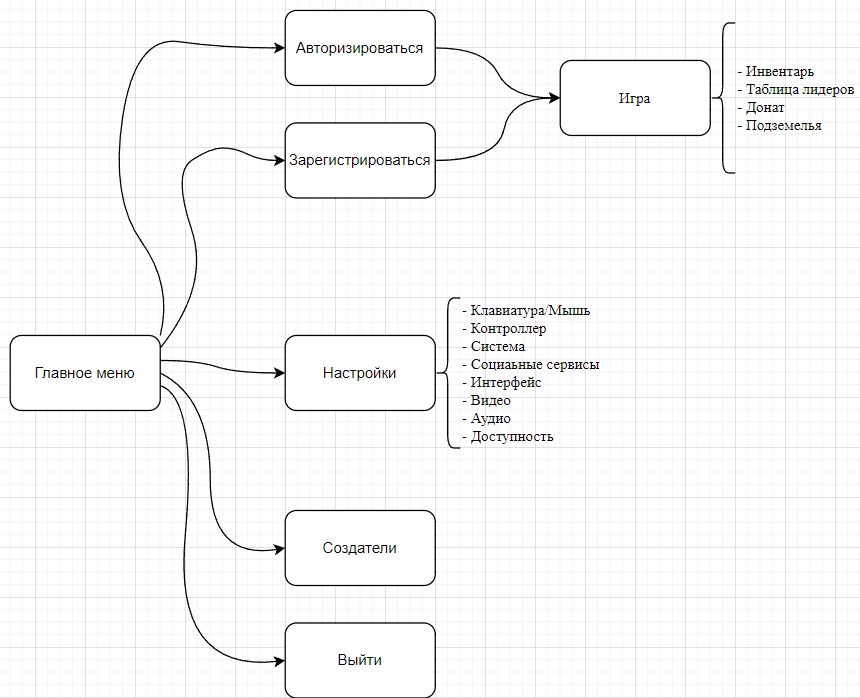 Авторизироваться
Зарегистрироваться
Игра
- Инвентарь
- Таблица лидеров
- Донат
- Подземелья
Главное меню
Настройки
- Клавиатура/Мышь
- Контроллер
- Система
- Социаьные сервисы
- Интерфейс
- Видео
- Аудио
- Доступность
Создатели
Выйти